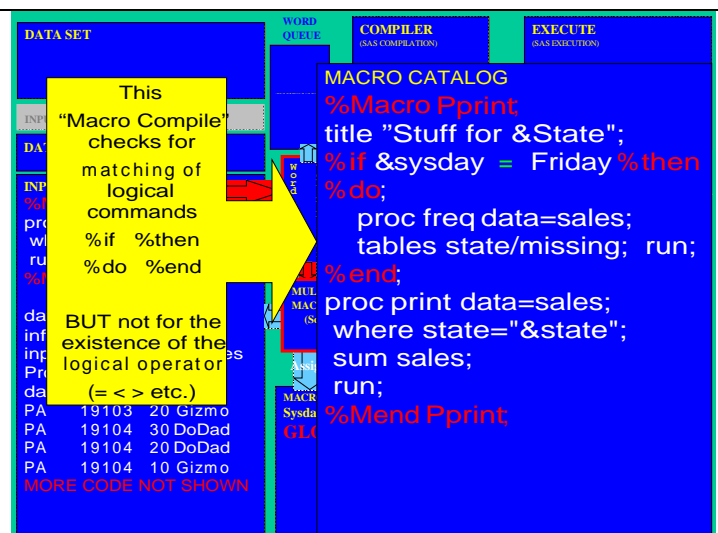 DATA SET
WORD
QUEUE
COMPILER
(SAS COMPILATION)
EXECUTE
(SAS EXECUTION)
This
“Macro Compile”
checks for
matching of
logical
commands
%if %then
%do %end
BUT not for the
existence of the
logical operator
(= < > etc.)
MACRO CATALOG
%Macro Pprint;
title ”Stuff for &State";
%if &sysday = Friday %then
%do;
proc freq data=sales;
tables state/missing; run;
%end;
proc print data=sales;
where state="&state";
sum sales;
run;
%Mend Pprint;
PA 19103 20 Gizmo
PA 19104 30 DoDad
PA 19104 20 DoDad
PA 19104 10 Gizmo
MORE CODE NOT SHOWN